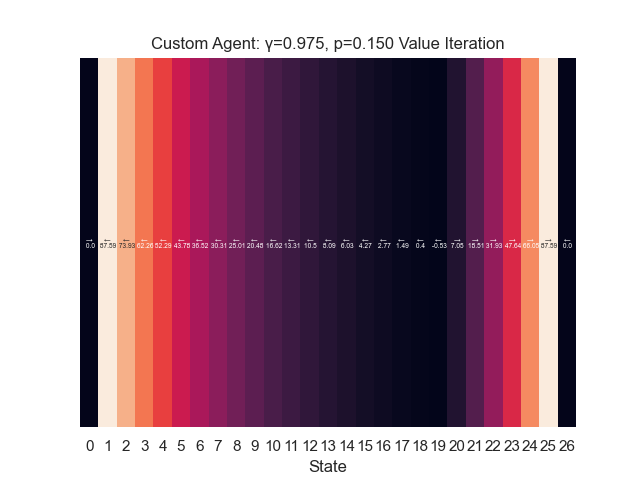 Custom Agent: γ=0.975, p=0.150 Value Iteration
0.0 87.59 73.93 62.26 52.29 43.75 36.52 30.31 25.01 20.48 16.62 13.31 10.5 8.09 6.03 4.27 2.77 1.49 0.4 -0.53 7.05 18.51 31.93 47.64 87.59 0.0
0 1 2 3 4 5 6 7 8 9 10 11 12 13 14 15 16 17 18 19 20 21 22 23 24 25 26
State